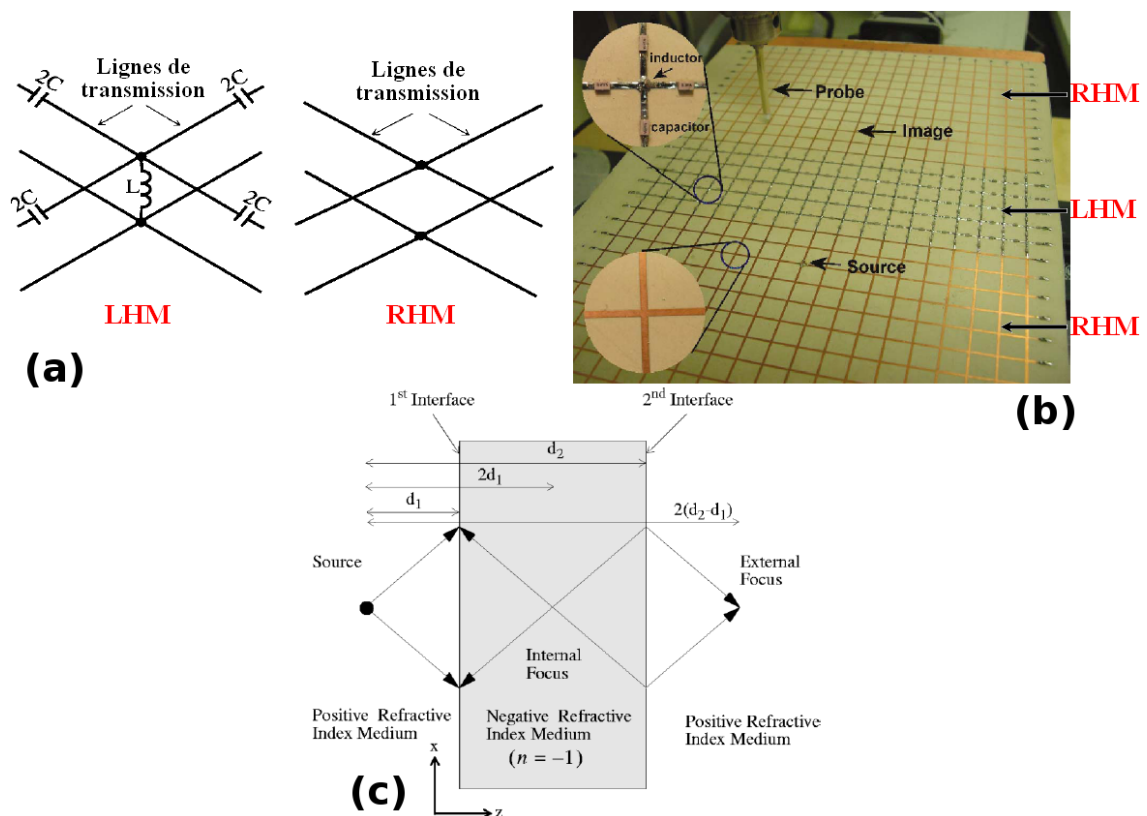 2C
Lignes de
transmission
2C
L
2C
2C
LHM
Lignes de
transmission
RHM
(a)
inductor
capacitor
Probe
Image
Source
RHM
LHM
RHM
(b)
1st Interface
2nd Interface
d2
2d1
d1
2(d2-d1)
Source
External
Focus
Internal
Focus
Positive Refractive
Index Medium
Negative Refractive
Index Medium
(n = −1)
Positive Refractive
Index Medium
x
z
(c)